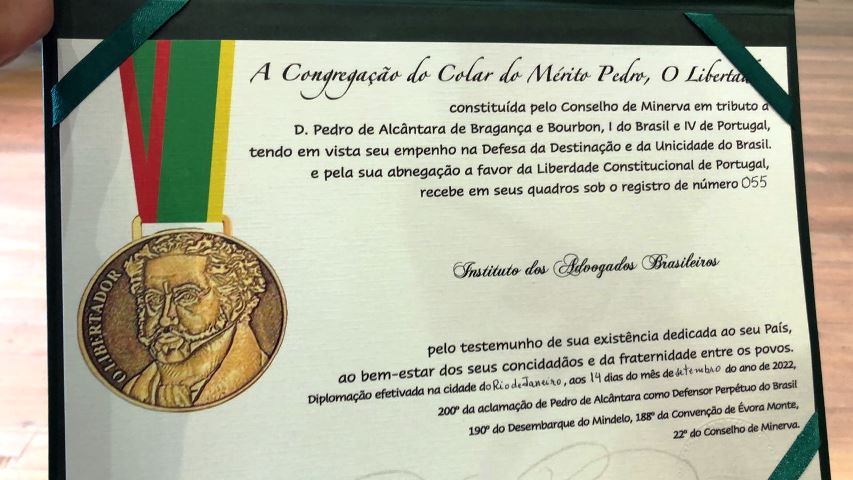 A Congregação do Colar do Mérito Pedro, O Libertad
constituída pelo Conselho de Minerva em tributo a
D. Pedro de Alcântara de Bragança e Bourbon, I do Brasil e IV de Portugal,
tendo em vista seu empenho na Defesa da Destinação e da Unicidade do Brasil.
e pela sua abnegação a favor da Liberdade Constitucional de Portugal,
recebe em seus quadros sob o registro de número 055
Instituto dos Advogados Brasileiros
O LIBERTADOR
pelo testemunho de sua existência dedicada ao seu País,
ao bem-estar dos seus concidadãos e da fraternidade entre os povos.
Diplomação efetivada na cidade do Rio de Janeiro, aos 14 dias do mês de setembro do ano de 2022,
200º da aclamação de Pedro de Alcântara como Defensor Perpétuo do Brasil
190º do Desembarque do Mindelo, 188º da Convenção de Évora Monte,
22º do Conselho de Minerva.